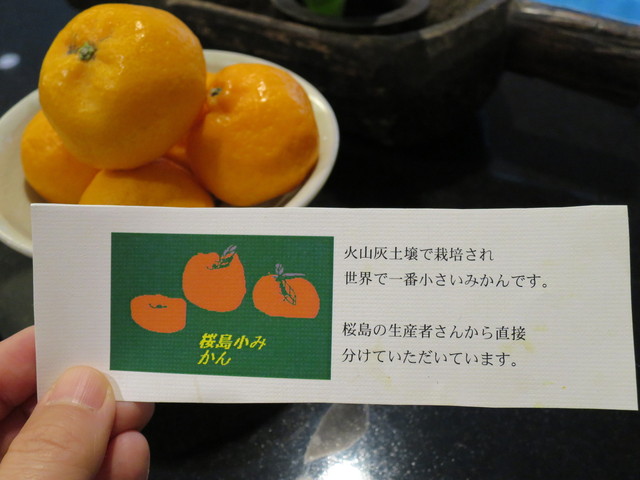 桜島小み
かん
火山灰土壌で栽培され
世界で一番小さいみかんです。
桜島の生産者さんから直接
分けていただいています。